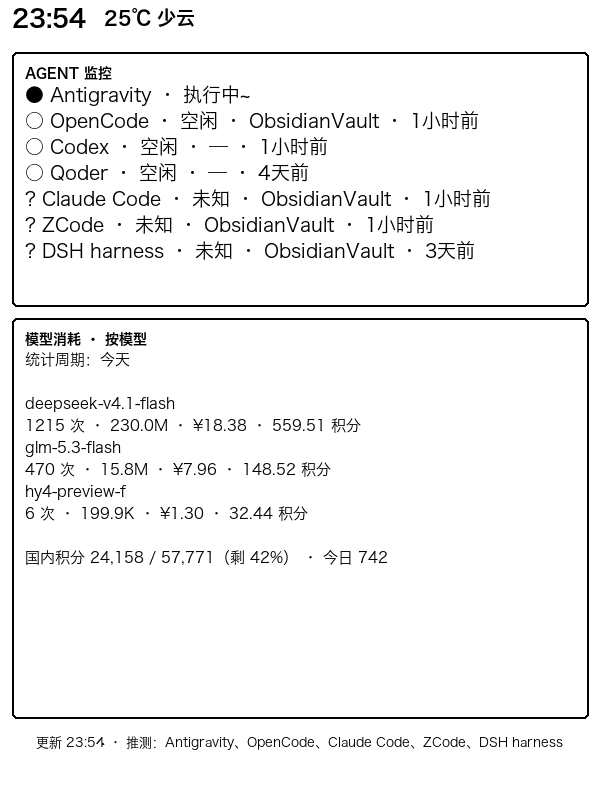 23:54 25℃ 少云
AGENT 监控
● Antigravity · 执行中~
○ OpenCode · 空闲 · ObsidianVault · 1小时前
○ Codex · 空闲 · — · 1小时前
○ Qoder · 空闲 · — · 4天前
? Claude Code · 未知 · ObsidianVault · 1小时前
? ZCode · 未知 · ObsidianVault · 1小时前
? DSH harness · 未知 · ObsidianVault · 3天前
模型消耗 · 按模型
统计周期：今天
deepseek-v4.1-flash
1215 次 · 230.0M · ¥18.38 · 559.51 积分
glm-5.3-flash
470 次 · 15.8M · ¥7.96 · 148.52 积分
hy4-preview-f
6 次 · 199.9K · ¥1.30 · 32.44 积分
国内积分 24,158 / 57,771（剩 42%） · 今日 742
更新 23:54 · 推测：Antigravity、OpenCode、Claude Code、ZCode、DSH harness